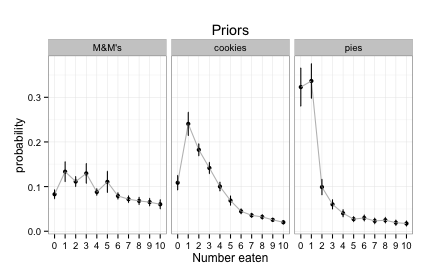 Priors
M&M's cookies pies
probability
0.3
0.2
0.1
0.0
0 1 2 3 4 5 6 7 8 9 10 0 1 2 3 4 5 6 7 8 9 10 0 1 2 3 4 5 6 7 8 9 10
Number eaten